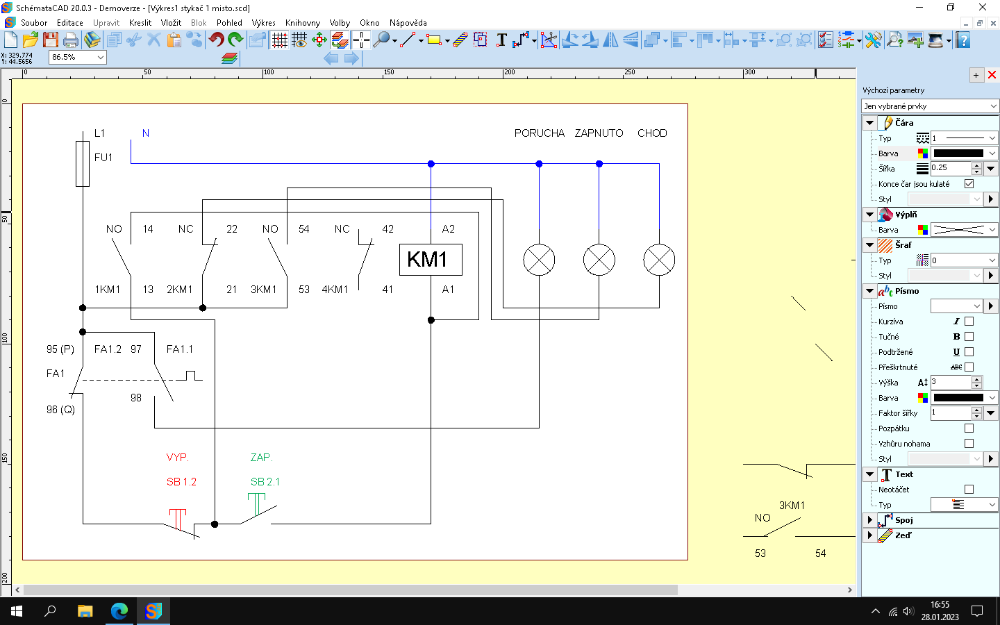 SchémataCAD 20.0.3 - Demoverze - [Výkres1 stykač 1 misto.scd]
Soubor Editace Upravit Kreslit Vložit Blok Pohled Výkres Knihovny Volby Okno Nápověda
X: 329.774
Y: 44.5656
86.5%
0 50 100 150 200 250 300
0
50
100
150
200
L1 N PORUCHA ZAPNUTO CHOD
FU1
NO 14 NC 22 NO 54 NC 42 A2
KM1
1KM1 13 2KM1 21 3KM1 53 4KM1 41 A1
95 (P) FA1.2 97 FA1.1
FA1
98
96 (Q)
VYP. ZAP.
SB 1.2 SB 2.1
3KM1
NO
53 54
Výchozí parametry
Jen vybrané prvky
Čára
Typ 1
Barva
Šířka 0.25
Konce čar jsou kulaté
Styl
Výplň
Barva
Šraf
Typ 0
Styl
abc Písmo
Písmo
Kurzíva I
Tučné B
Podtržené U
Přeškrtnuté ABC
Výška A 3
Barva
Faktor šířky 1
Pozpátku
Vzhůru nohama
Styl
T Text
Neotáčet
Typ
Spoj
Zeď
16:55
28.01.2023